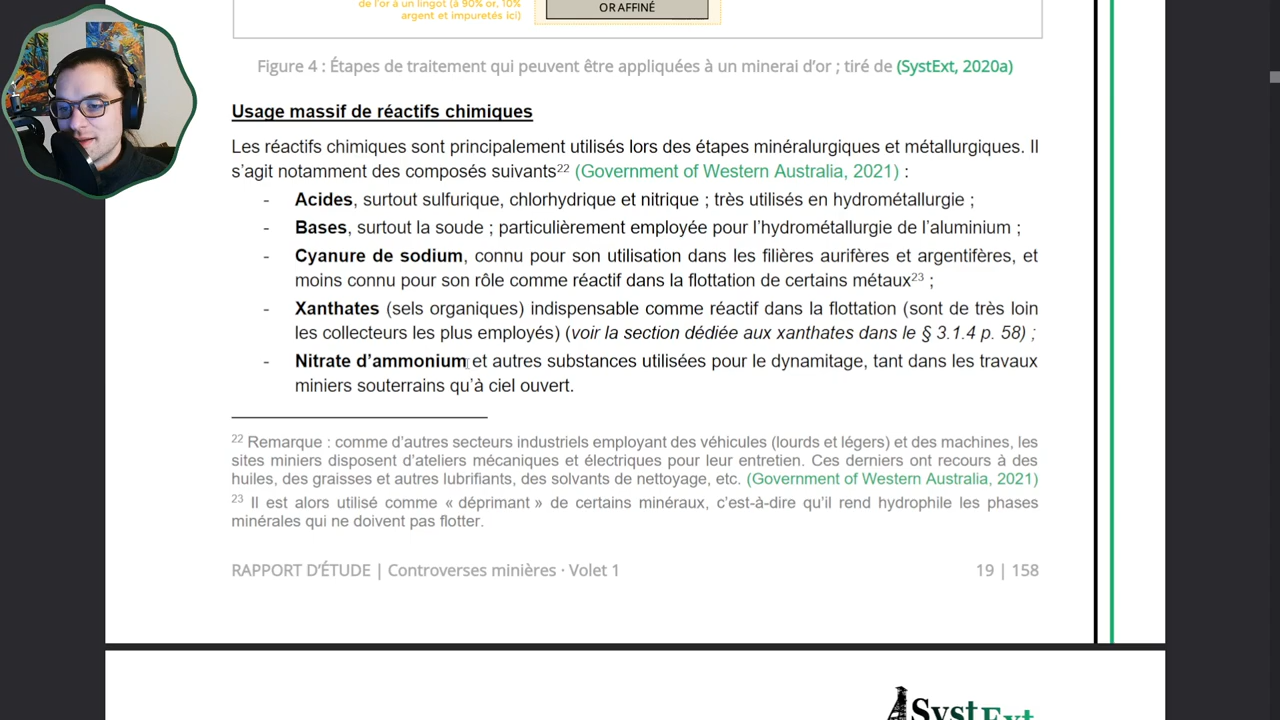 de l'or à un lingot (à 90% or, 10%
argent et impuretés ici)
OR AFFINÉ
Figure 4 : Étapes de traitement qui peuvent être appliquées à un minerai d'or ; tiré de (SystExt, 2020a)
Usage massif de réactifs chimiques
Les réactifs chimiques sont principalement utilisés lors des étapes minéralurgiques et métallurgiques. Il
s'agit notamment des composés suivants22 (Government of Western Australia, 2021) :
- Acides, surtout sulfurique, chlorhydrique et nitrique ; très utilisés en hydrométallurgie ;
- Bases, surtout la soude ; particulièrement employée pour l'hydrométallurgie de l'aluminium ;
- Cyanure de sodium, connu pour son utilisation dans les filières aurifères et argentifères, et
moins connu pour son rôle comme réactif dans la flottation de certains métaux23 ;
- Xanthates (sels organiques) indispensable comme réactif dans la flottation (sont de très loin
les collecteurs les plus employés) (voir la section dédiée aux xanthates dans le § 3.1.4 p. 58) ;
- Nitrate d'ammonium et autres substances utilisées pour le dynamitage, tant dans les travaux
miniers souterrains qu'à ciel ouvert.
22 Remarque : comme d'autres secteurs industriels employant des véhicules (lourds et légers) et des machines, les
sites miniers disposent d'ateliers mécaniques et électriques pour leur entretien. Ces derniers ont recours à des
huiles, des graisses et autres lubrifiants, des solvants de nettoyage, etc. (Government of Western Australia, 2021)
23 Il est alors utilisé comme « déprimant » de certains minéraux, c'est-à-dire qu'il rend hydrophile les phases
minérales qui ne doivent pas flotter.
RAPPORT D'ÉTUDE | Controverses minières · Volet 1
19 | 158
SystExt